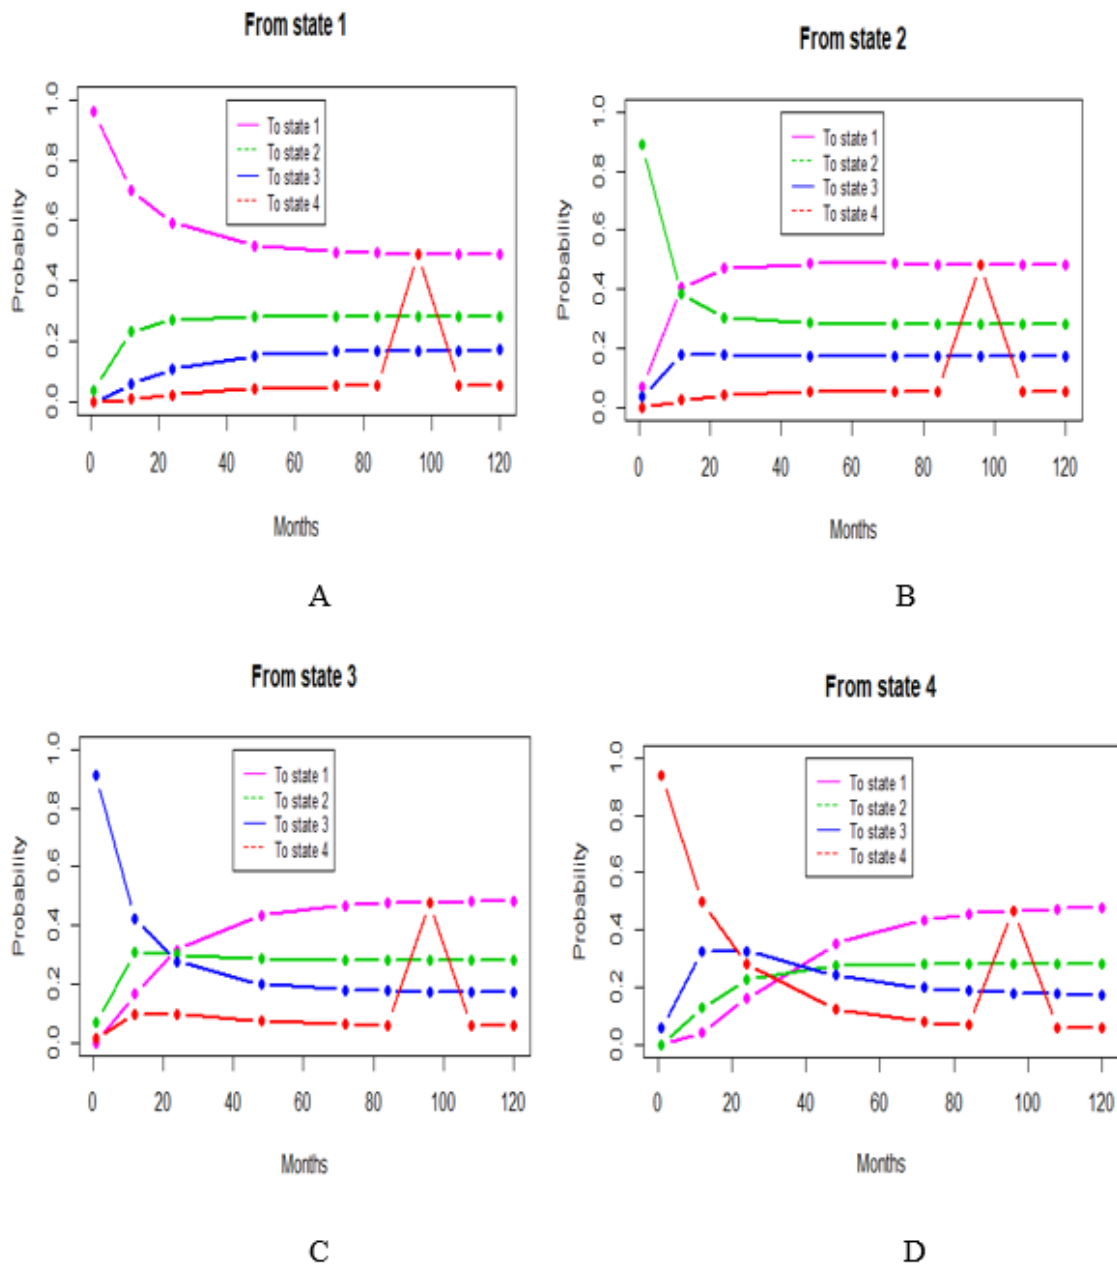 From state 1
Probability
0.0 0.2 0.4 0.6 0.8 1.0
To state 1
To state 2
To state 3
To state 4
0 20 40 60 80 100 120
Months
A
From state 2
Probability
0.0 0.2 0.4 0.6 0.8 1.0
To state 1
To state 2
To state 3
To state 4
0 20 40 60 80 100 120
Months
B
From state 3
Probability
0.0 0.2 0.4 0.6 0.8 1.0
To state 1
To state 2
To state 3
To state 4
0 20 40 60 80 100 120
Months
C
From state 4
Probability
0.0 0.2 0.4 0.6 0.8 1.0
To state 1
To state 2
To state 3
To state 4
0 20 40 60 80 100 120
Months
D